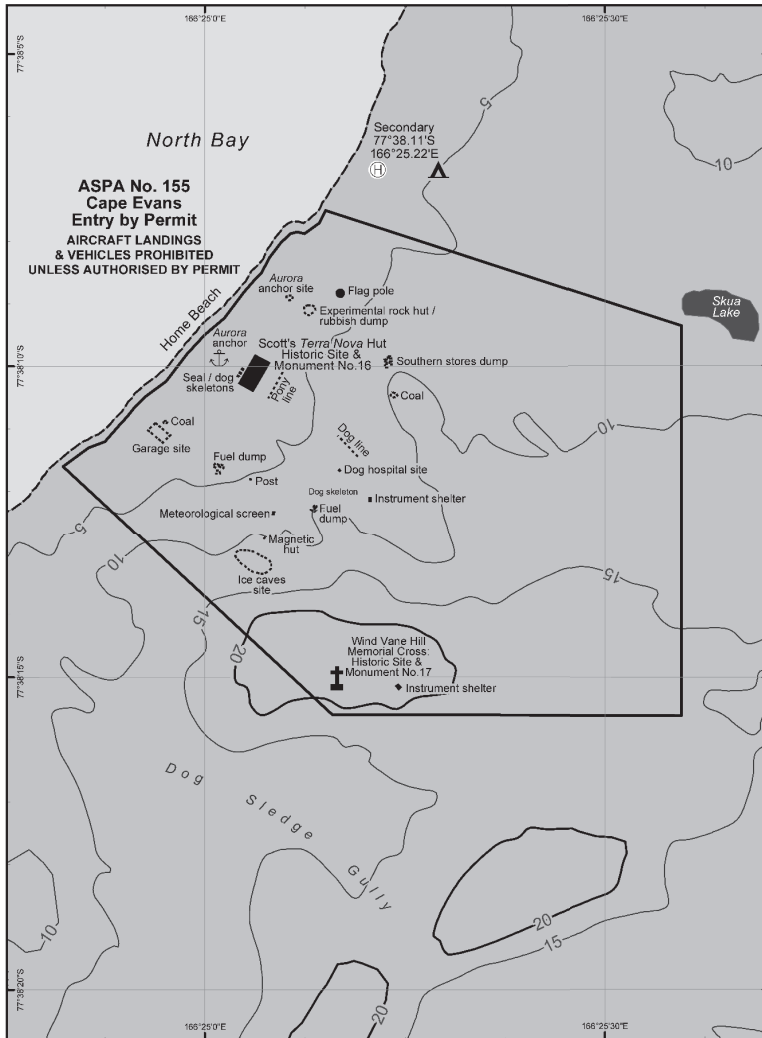 166°25'0"E
166°25'30"E
77°38'5"S
5
Secondary
77°38.11'S
166°25.22'E
H
10
North Bay
ASPA No. 155
Cape Evans
Entry by Permit
AIRCRAFT LANDINGS
& VEHICLES PROHIBITED
UNLESS AUTHORISED BY PERMIT
Aurora
anchor site
Flag pole
Experimental rock hut /
rubbish dump
Skua
Lake
Home Beach
Aurora
anchor
Scott's Terra Nova Hut
Historic Site &
Monument No.16
77°38'10"S
Southern stores dump
Seal / dog
skeletons
Pony
line
Coal
Coal
Garage site
10
Dog line
Fuel dump
Dog hospital site
Post
Dog skeleton
Instrument shelter
Meteorological screen
Fuel
dump
5
Magnetic
hut
10
Ice caves
site
15
15
20
Wind Vane Hill
Memorial Cross:
Historic Site &
Monument No.17
77°38'15"S
Instrument shelter
Dog Sledge Gully
10
20
15
77°38'20"S
20
166°25'0"E
166°25'30"E